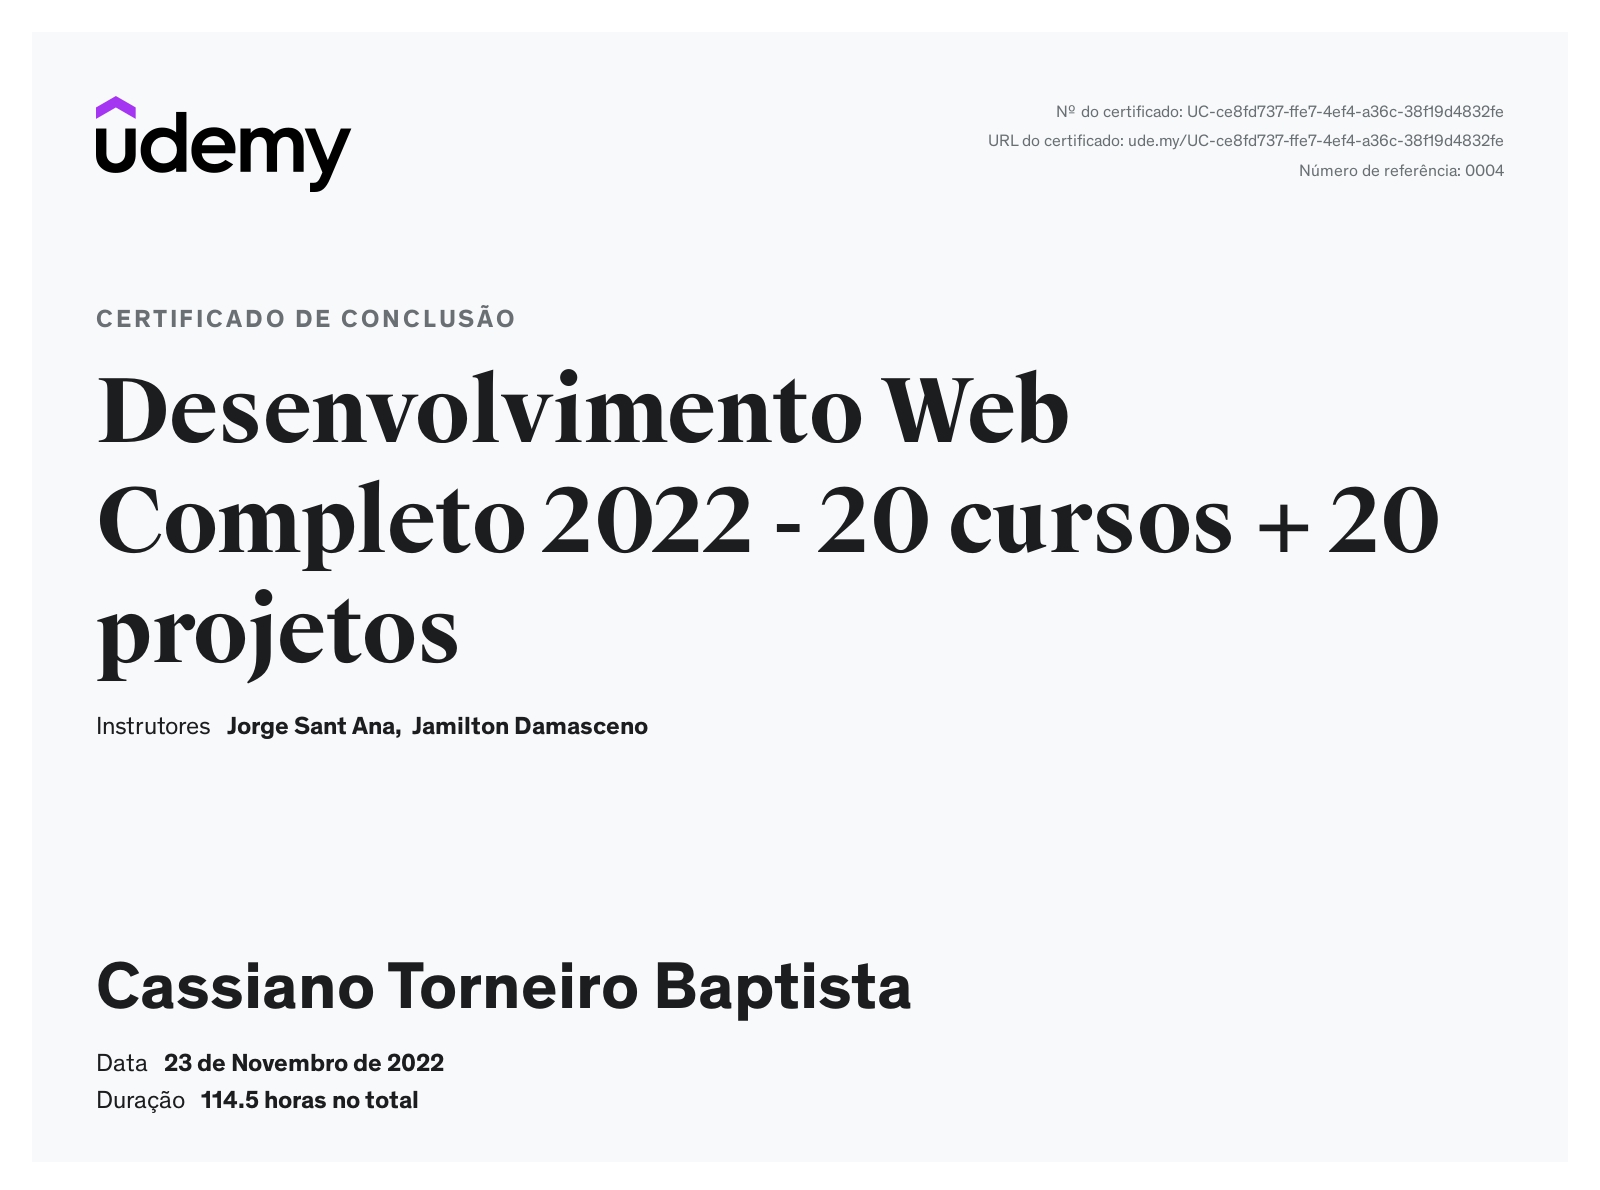 udemy
Nº do certificado: UC-ce8fd737-ffe7-4ef4-a36c-38f19d4832fe
URL do certificado: ude.my/UC-ce8fd737-ffe7-4ef4-a36c-38f19d4832fe
Número de referência: 0004
CERTIFICADO DE CONCLUSÃO
Desenvolvimento Web
Completo 2022 - 20 cursos + 20
projetos
Instrutores Jorge Sant Ana, Jamilton Damasceno
Cassiano Torneiro Baptista
Data 23 de Novembro de 2022
Duração 114.5 horas no total